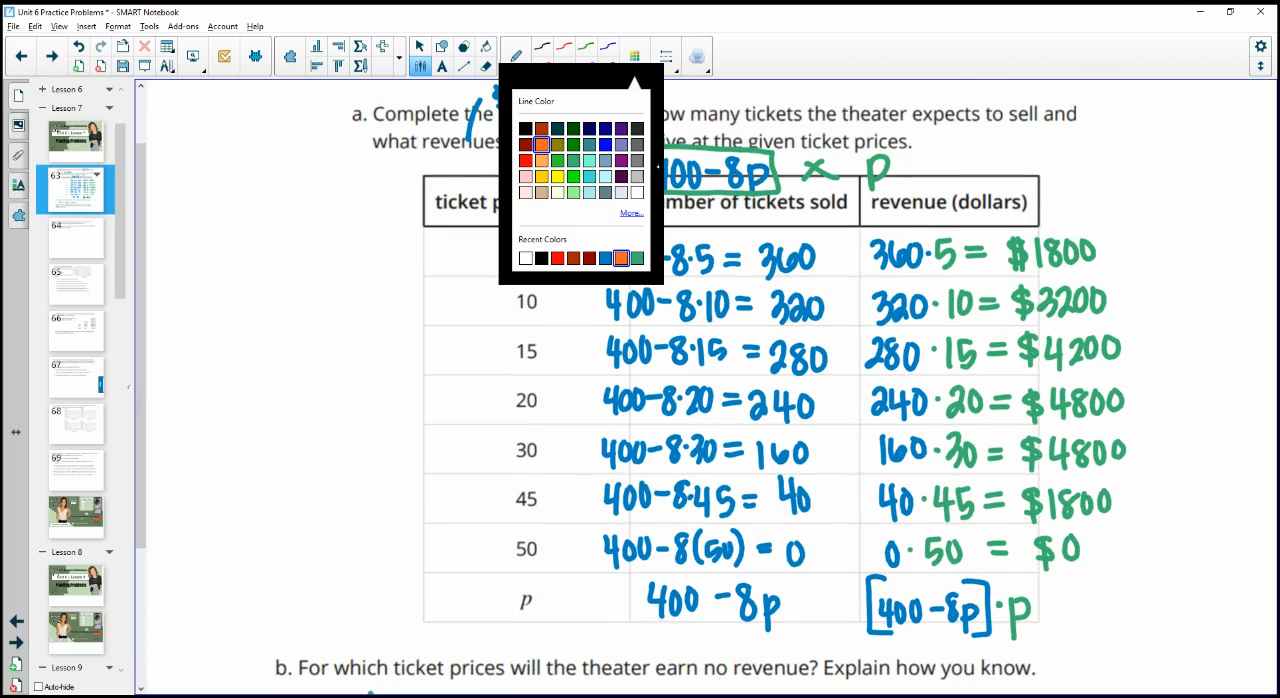 Unit 6 Practice Problems * - SMART Notebook
File Edit View Insert Format Tools Add-ons Account Help
Lesson 6
Lesson 7
63
64
65
66
67
68
69
Lesson 8
Lesson 9
Auto-hide
Line Color
More...
Recent Colors
a. Complete the ow many tickets the theater expects to sell and
what revenues ve at the given ticket prices.
400-8p × p
ticket p mber of tickets sold revenue (dollars)
-8·5 = 360 360·5 = $1800
10 400-8·10 = 320 320·10 = $3200
15 400-8·15 = 280 280·15 = $4200
20 400-8·20 = 240 240·20 = $4800
30 400-8·30 = 160 160·30 = $4800
45 400-8·45 = 40 40·45 = $1800
50 400-8(50) = 0 0·50 = $0
p 400-8p [400-8p]·p
b. For which ticket prices will the theater earn no revenue? Explain how you know.